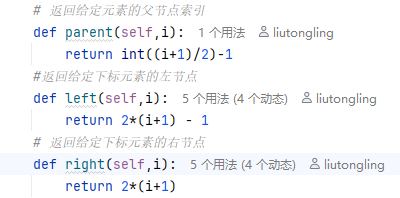 # 返回给定元素的父节点索引
def parent(self,i): 1 个用法 liutongling
return int((i+1)/2)-1
#返回给定下标元素的左节点
def left(self,i): 5 个用法 (4 个动态) liutongling
return 2*(i+1) - 1
# 返回给定下标元素的右节点
def right(self,i): 5 个用法 (4 个动态) liutongling
return 2*(i+1)